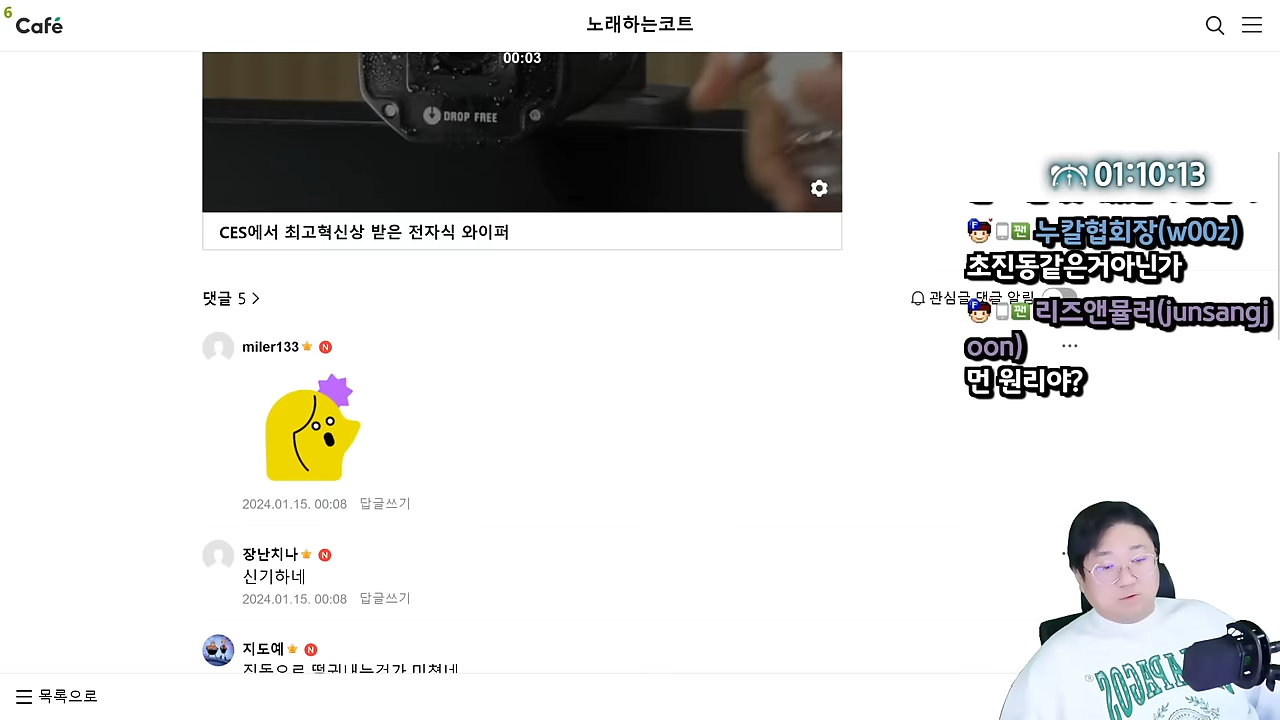 6
Café
노래하는코트
00:03
DROP FREE
CES에서 최고혁신상 받은 전자식 와이퍼
01:10:13
댓글 5
관심글 댓글 알림
팬 누칼협회장(w00z)
초진동같은거아닌가
팬 리즈앤뮬러(junsangj
oon)
먼 원리야?
miler133 N
2024.01.15. 00:08 답글쓰기
장난치나 N
신기하네
2024.01.15. 00:08 답글쓰기
지도예 N
목록으로